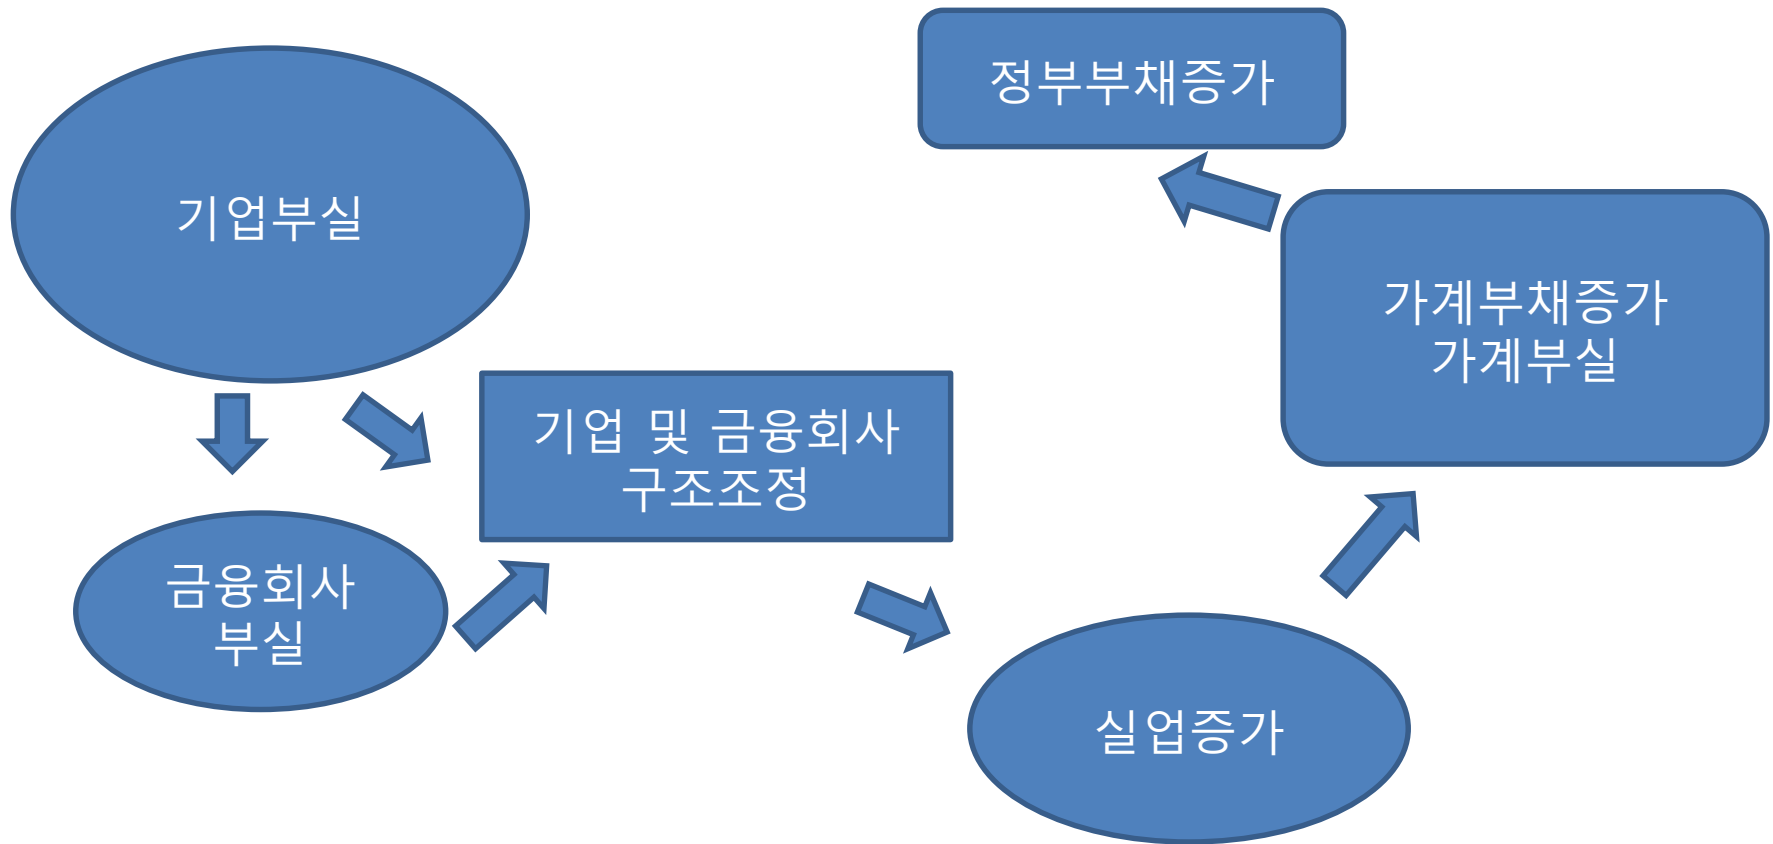 기업부실
금융회사
부실
기업 및 금융회사
구조조정
실업증가
가계부채증가
가계부실
정부부채증가